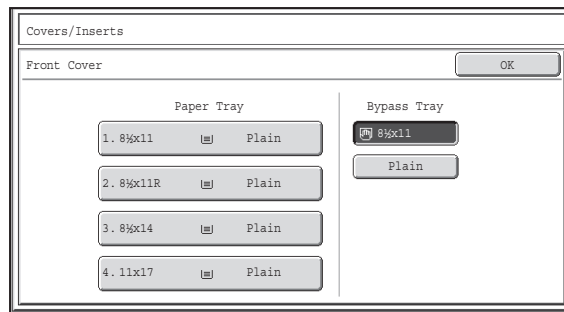 Covers/Inserts
Front Cover
OK
Paper Tray
Bypass Tray
1. 8½x11 Plain
8½x11
2. 8½x11R Plain
Plain
3. 8½x14 Plain
4. 11x17 Plain